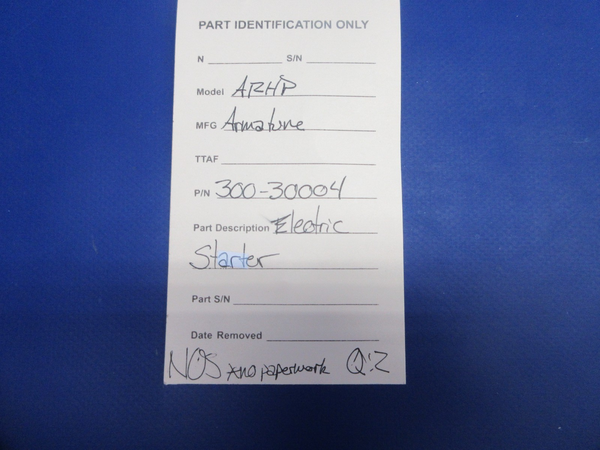 PART IDENTIFICATION ONLY
N S/N
Model ARHP
MFG Armature
TTAF
P/N 300-30004
Part Description Electric
Starter
Part S/N
Date Removed
NOS *no paperwork Q:2